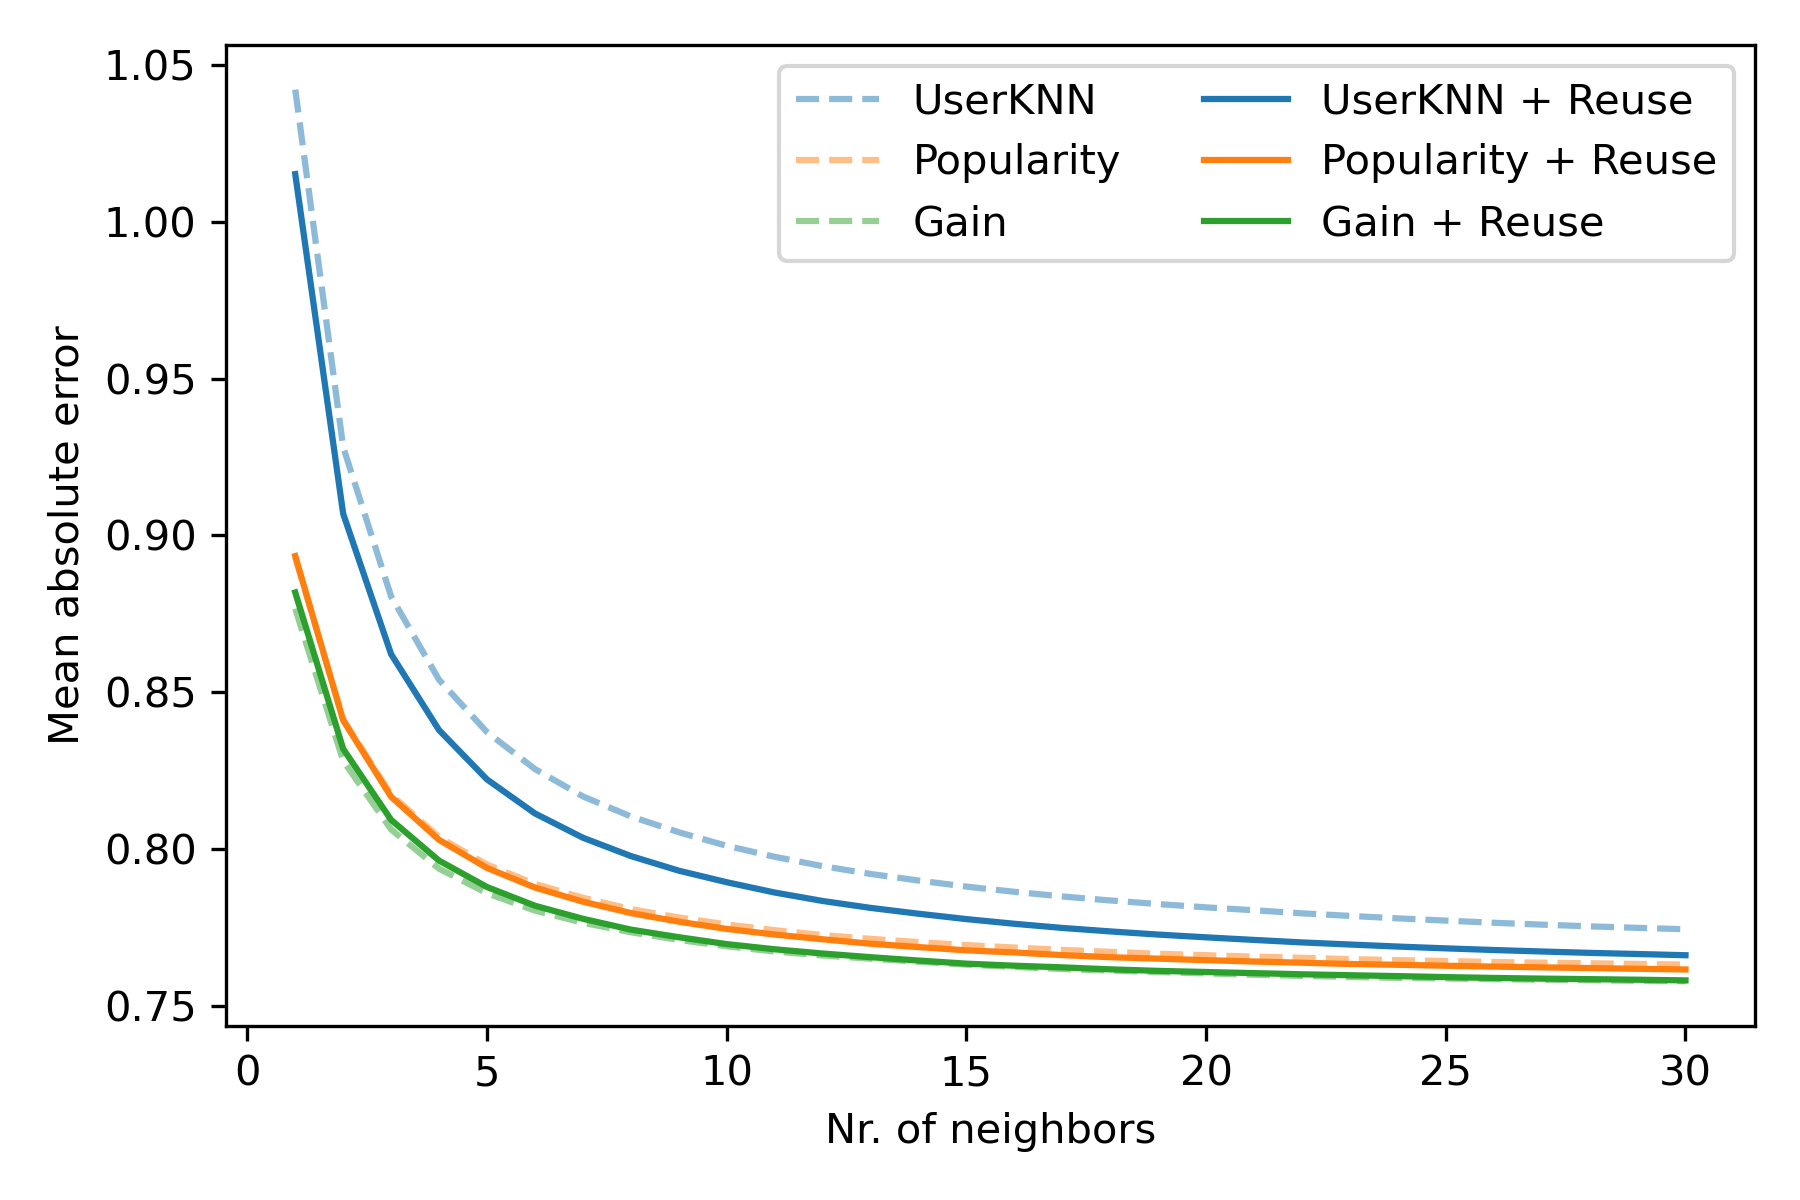 1.05
1.00
0.95
0.90
0.85
0.80
0.75
Mean absolute error
UserKNN
Popularity
Gain
UserKNN + Reuse
Popularity + Reuse
Gain + Reuse
0 5 10 15 20 25 30
Nr. of neighbors